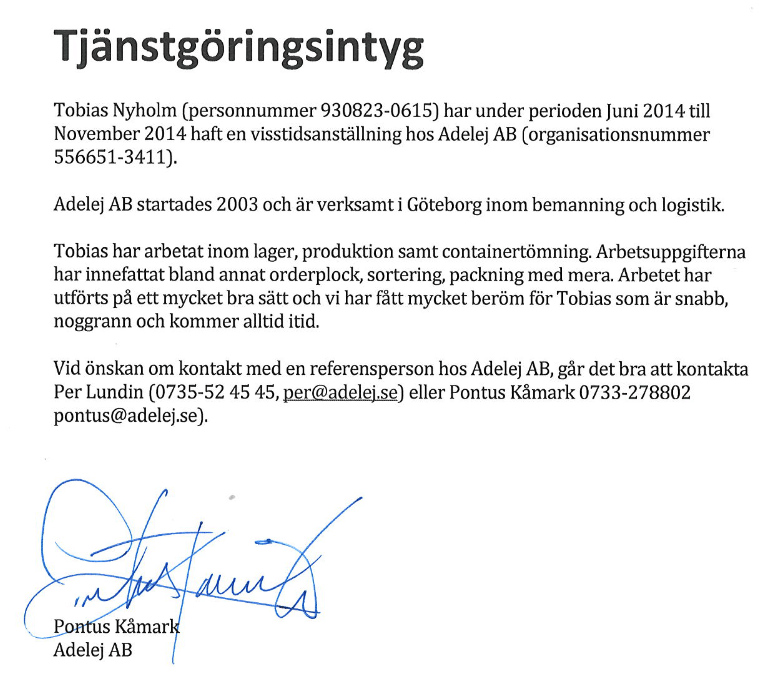 Tjänstgöringsintyg
Tobias Nyholm (personnummer 930823-0615) har under perioden Juni 2014 till
November 2014 haft en visstidsanställning hos Adelej AB (organisationsnummer
556651-3411).
Adelej AB startades 2003 och är verksamt i Göteborg inom bemanning och logistik.
Tobias har arbetat inom lager, produktion samt containertömning. Arbetsuppgifterna
har innefattat bland annat orderplock, sortering, packning med mera. Arbetet har
utförts på ett mycket bra sätt och vi har fått mycket beröm för Tobias som är snabb,
noggrann och kommer alltid itid.
Vid önskan om kontakt med en referensperson hos Adelej AB, går det bra att kontakta
Per Lundin (0735-52 45 45, per@adelej.se) eller Pontus Kåmark 0733-278802
pontus@adelej.se).
Pontus Kåmark
Adelej AB